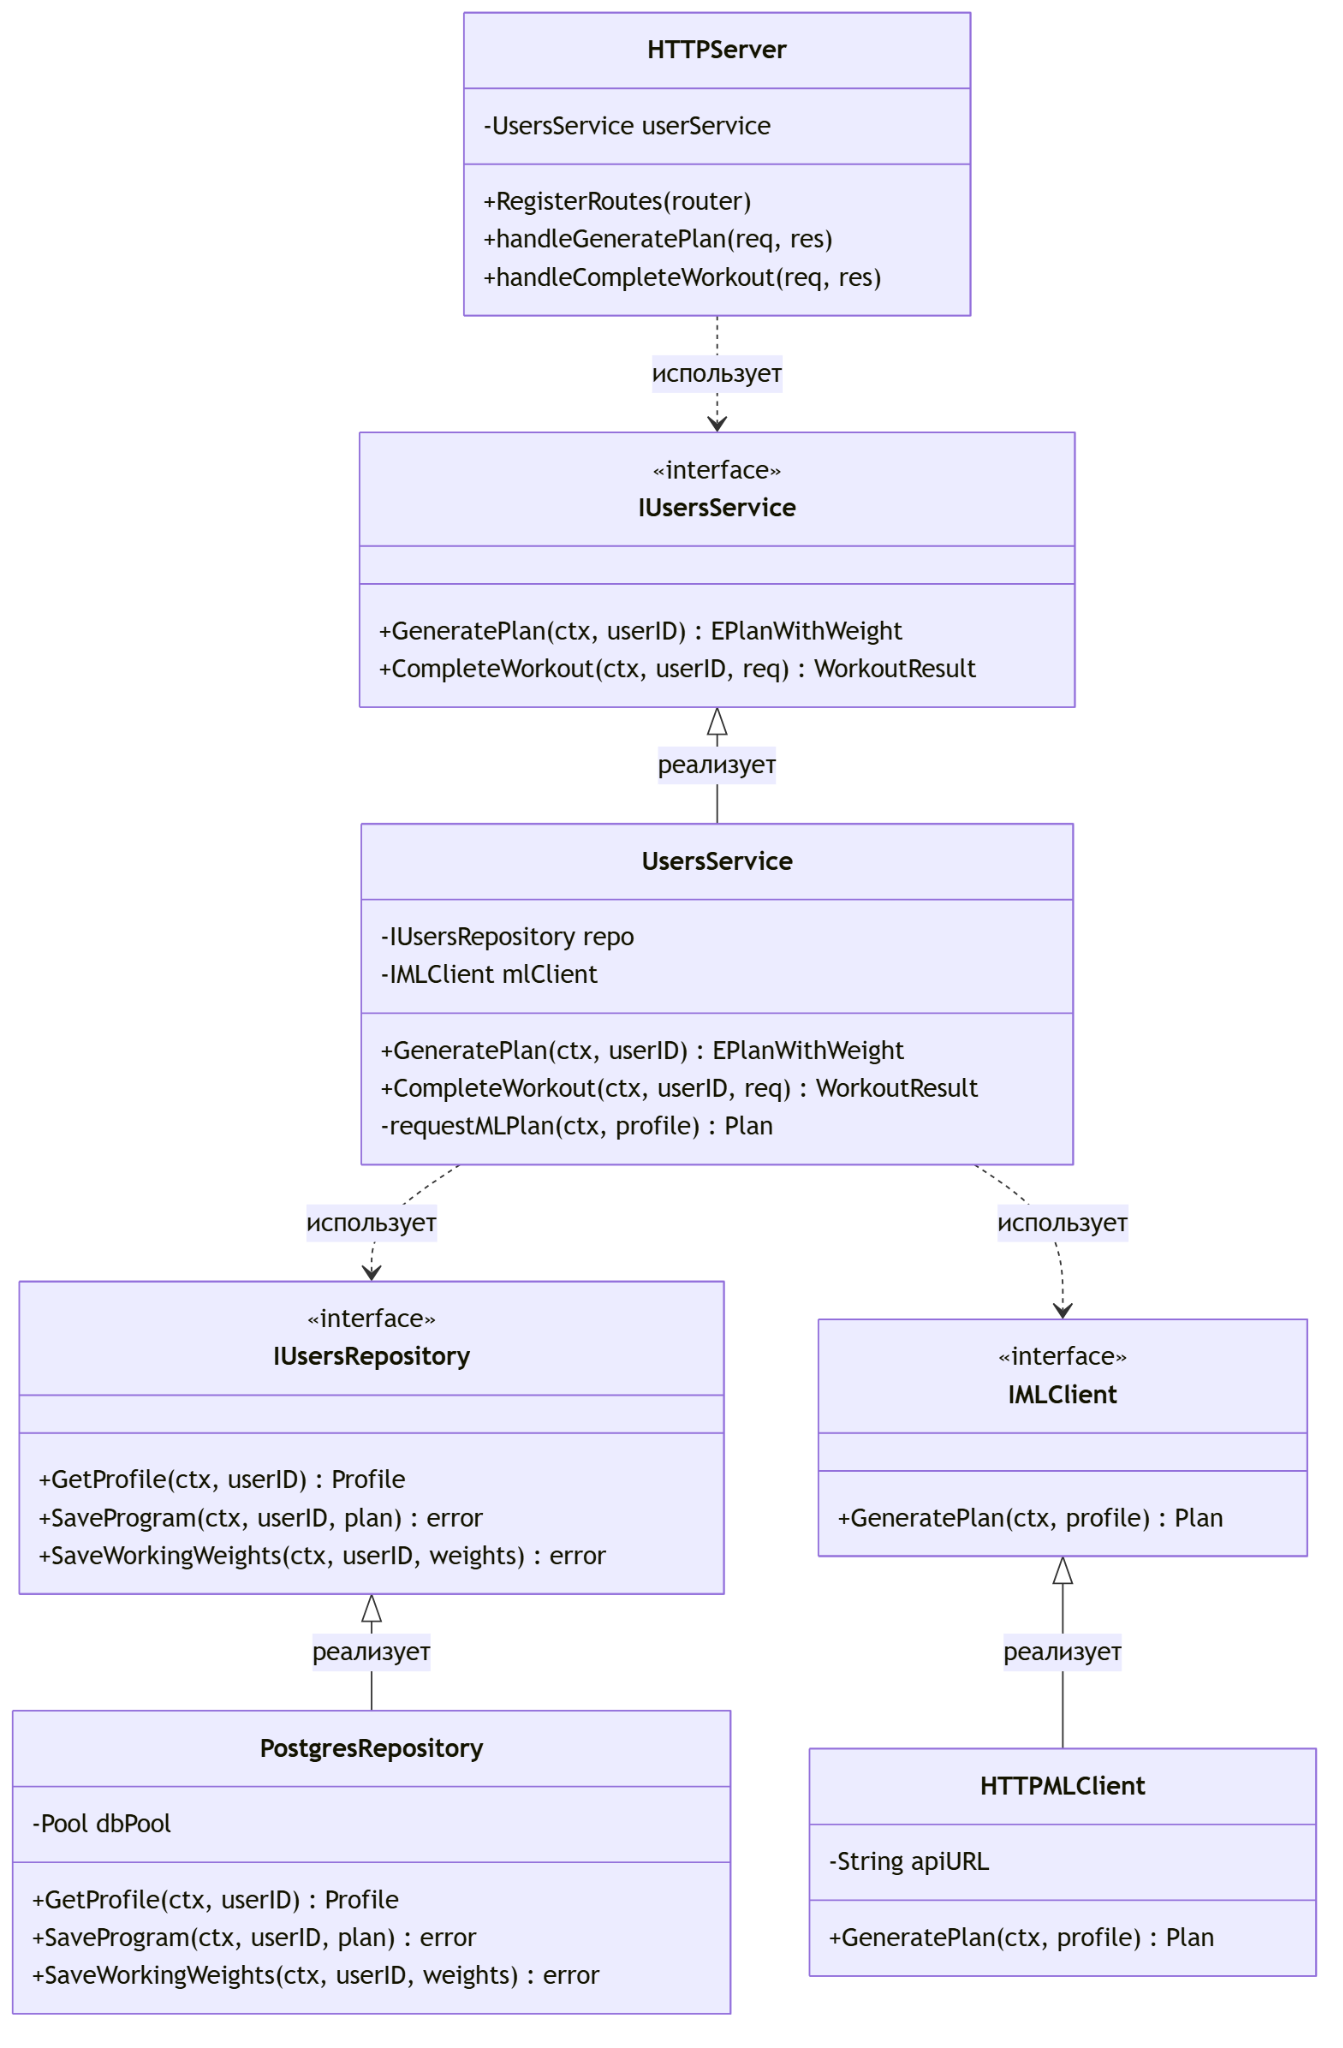 HTTPServer
-UsersService userService
+RegisterRoutes(router)
+handleGeneratePlan(req, res)
+handleCompleteWorkout(req, res)
использует
«interface»
IUsersService
+GeneratePlan(ctx, userID) : EPlanWithWeight
+CompleteWorkout(ctx, userID, req) : WorkoutResult
реализует
UsersService
-IUsersRepository repo
-IMLClient mlClient
+GeneratePlan(ctx, userID) : EPlanWithWeight
+CompleteWorkout(ctx, userID, req) : WorkoutResult
-requestMLPlan(ctx, profile) : Plan
использует
использует
«interface»
IUsersRepository
+GetProfile(ctx, userID) : Profile
+SaveProgram(ctx, userID, plan) : error
+SaveWorkingWeights(ctx, userID, weights) : error
«interface»
IMLClient
+GeneratePlan(ctx, profile) : Plan
реализует
реализует
PostgresRepository
-Pool dbPool
+GetProfile(ctx, userID) : Profile
+SaveProgram(ctx, userID, plan) : error
+SaveWorkingWeights(ctx, userID, weights) : error
HTTPMLClient
-String apiURL
+GeneratePlan(ctx, profile) : Plan